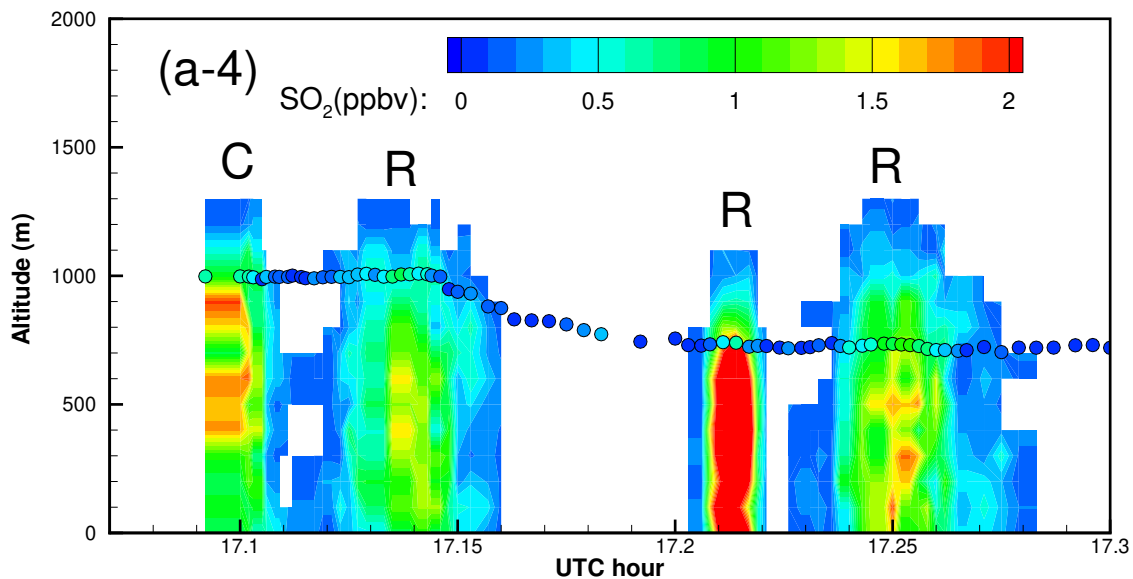 2000
(a-4)
SO₂(ppbv): 0 0.5 1 1.5 2
1500
C R R R
1000
Altitude (m)
500
0
17.1 17.15 17.2 17.25 17.3
UTC hour